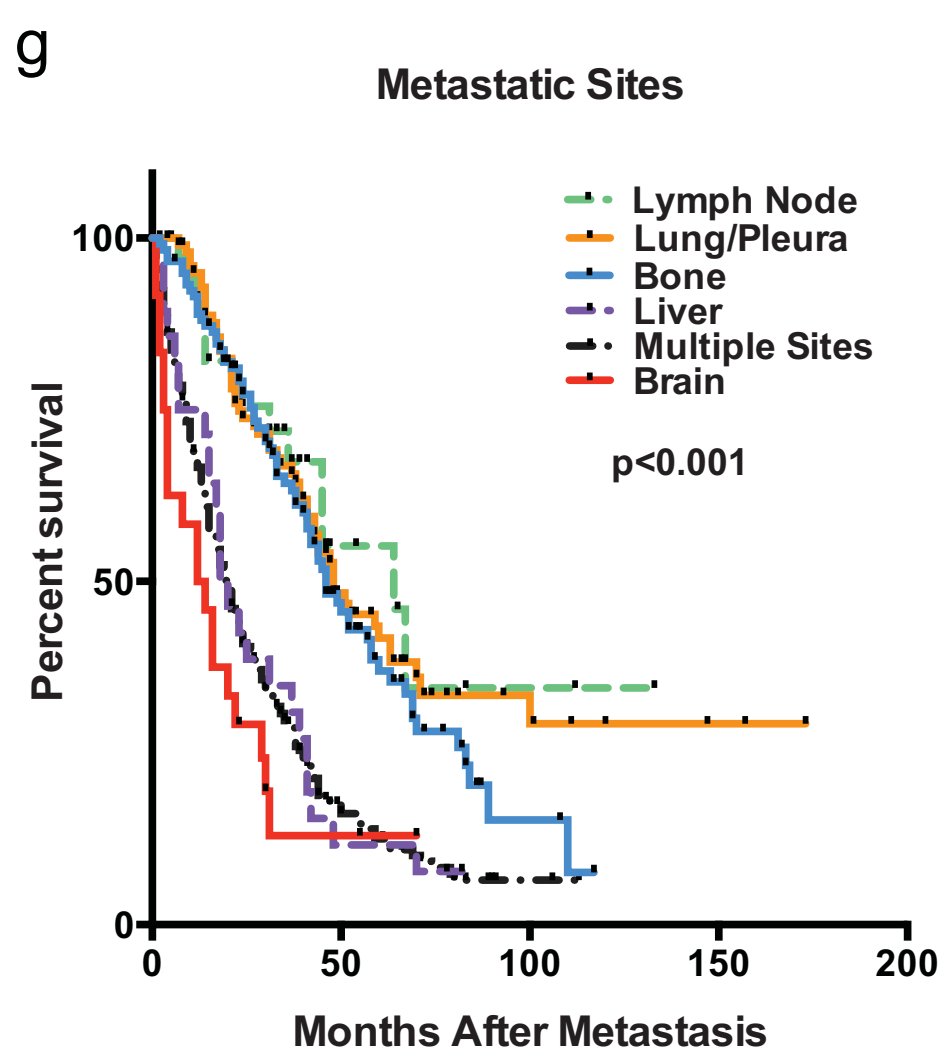 g
Metastatic Sites
Lymph Node
Lung/Pleura
Bone
Liver
Multiple Sites
Brain
p<0.001
Percent survival
100
50
0
0 50 100 150 200
Months After Metastasis